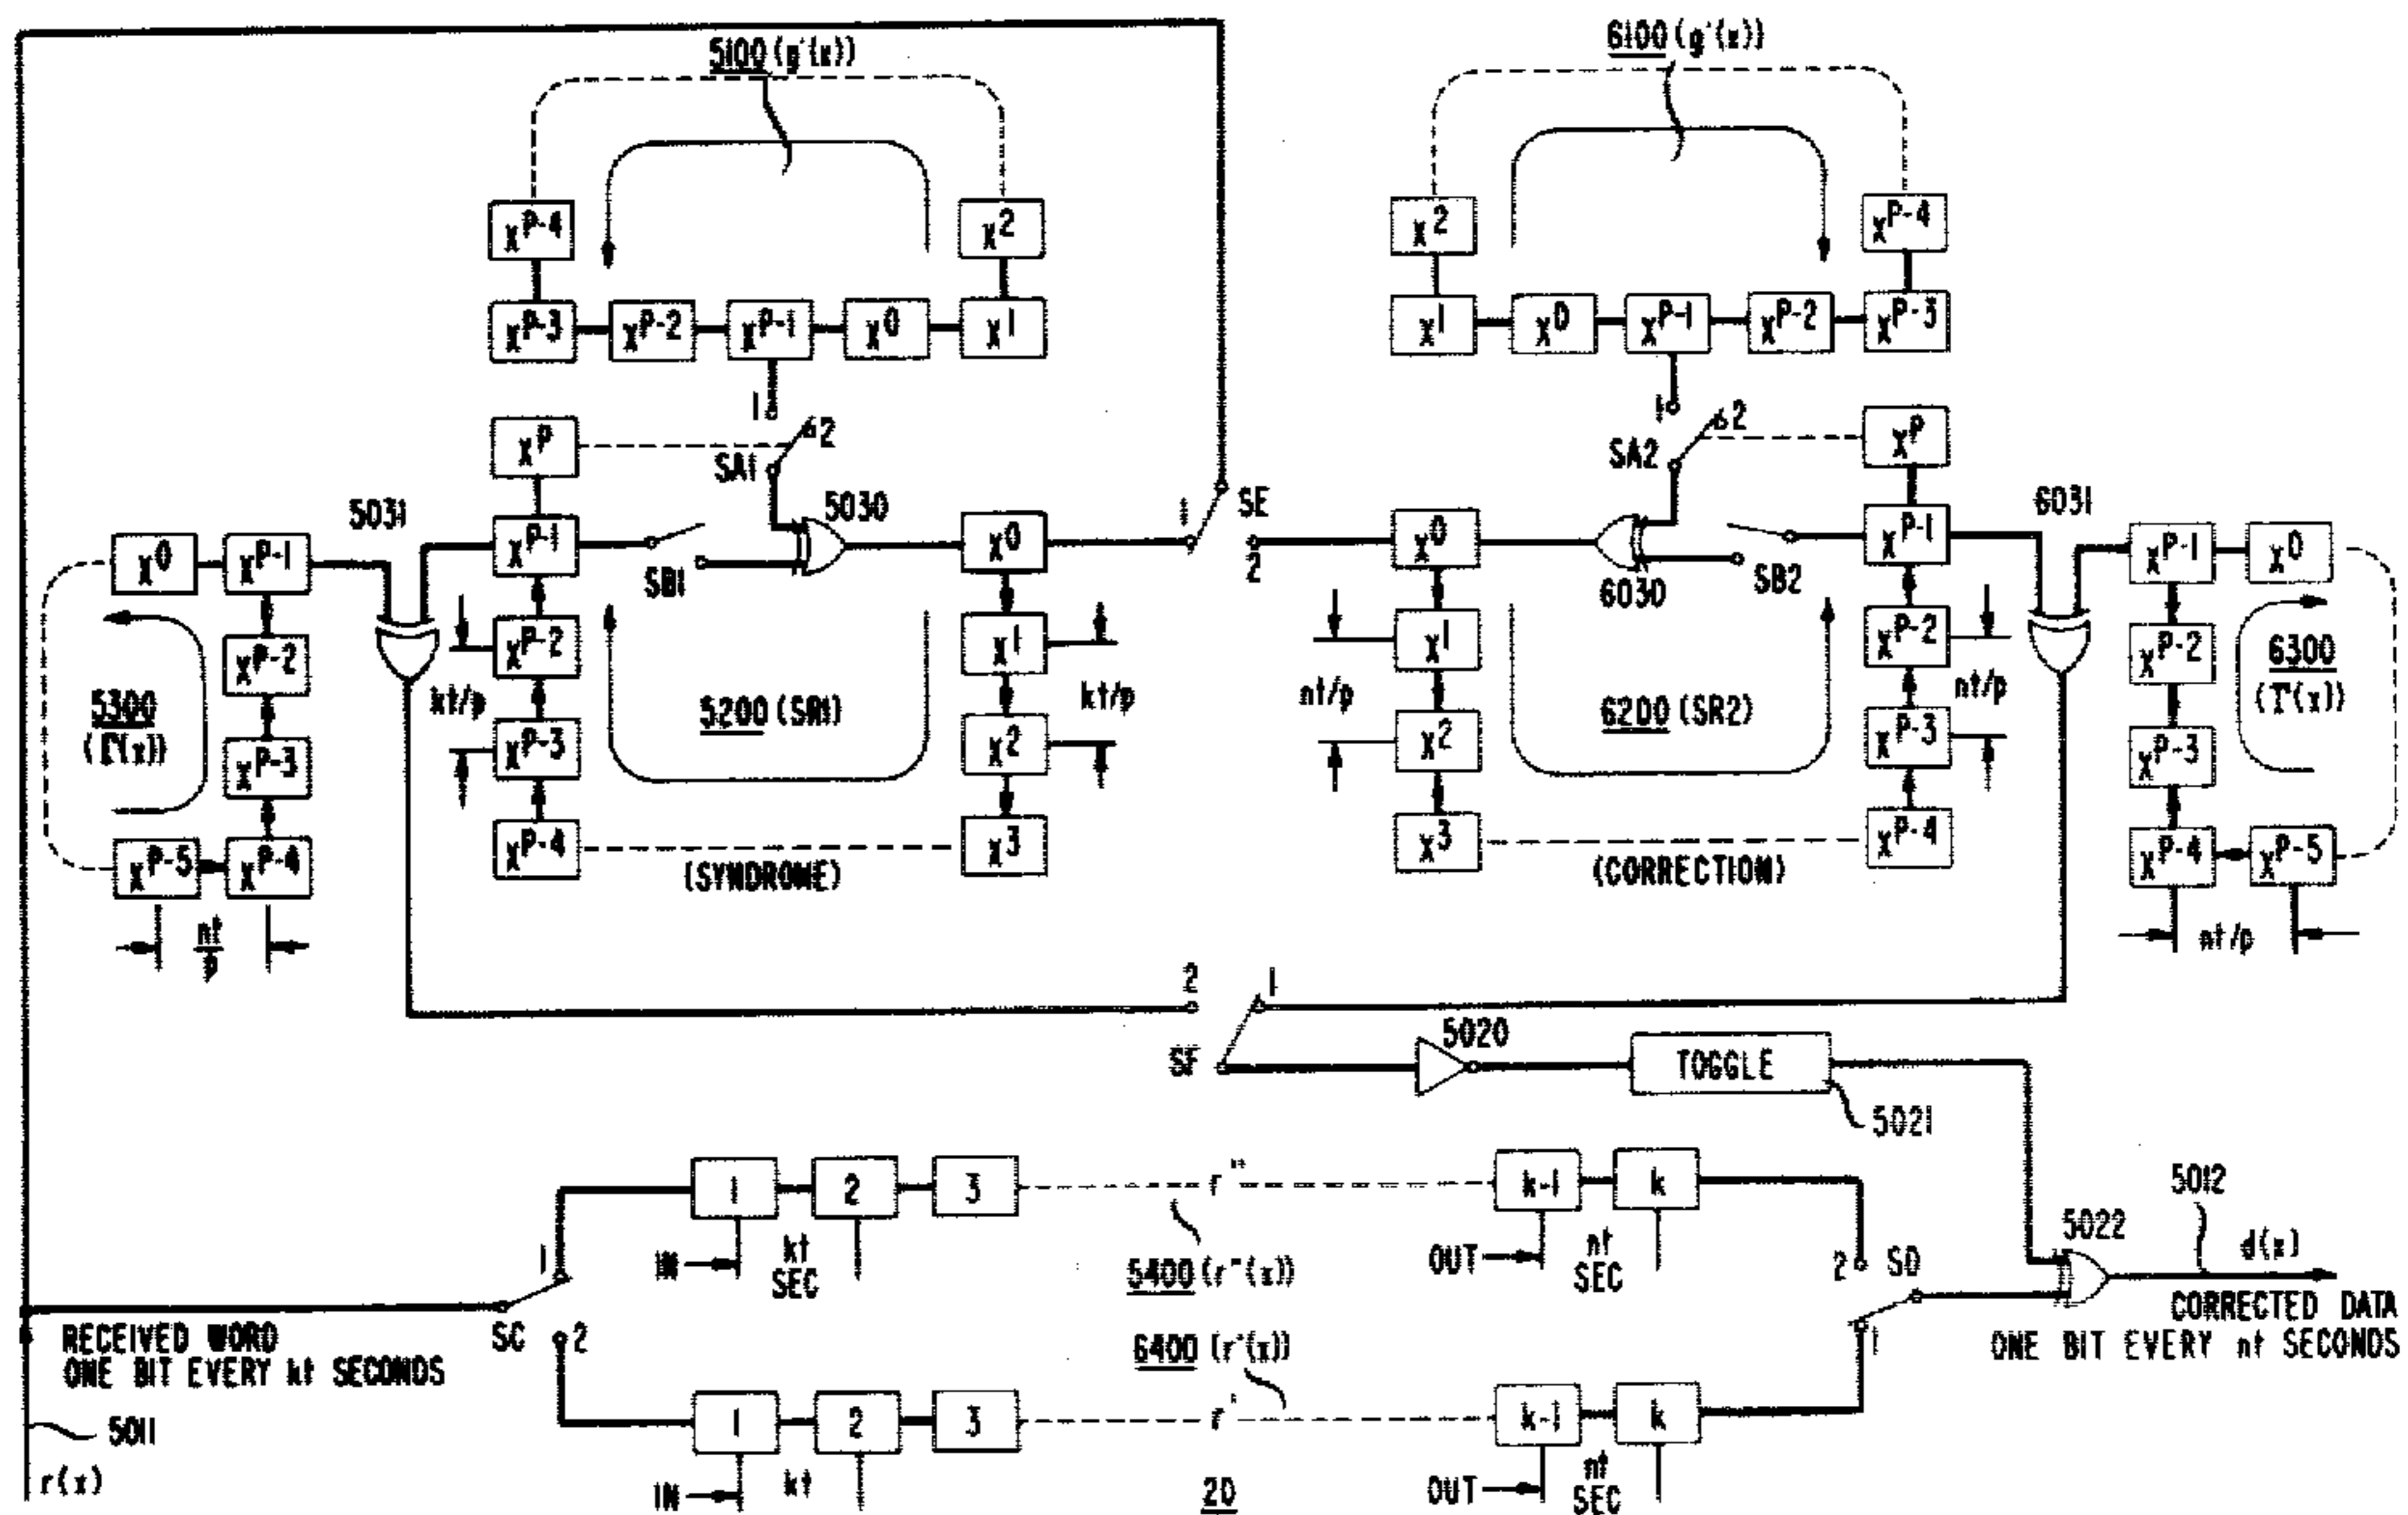 5100 (g'(x))
6100 (g'(x))
X^P-4
X^2
X^2
X^P-4
X^P-3
X^P-2
X^P-1
X^0
X^1
X^1
X^0
X^P-1
X^P-2
X^P-3
1
2
1
2
X^P
SA1
SA2
X^P
5031
5030
1
SE
2
6031
X^0
X^P-1
X^P-1
SB1
X^0
X^0
6030
SB2
X^P-1
X^P-1
X^0
X^P-2
X^P-2
X^1
X^1
X^P-2
X^P-2
5300
(Γ(x))
kt/p
5200 (SR1)
kt/p
nt/p
6200 (SR2)
nt/p
6300
(Γ(x))
X^P-3
X^P-3
X^2
X^2
X^P-3
X^P-3
X^P-5
X^P-4
X^P-4
(SYNDROME)
X^3
X^3
(CORRECTION)
X^P-4
X^P-4
X^P-5
nt
p
nt/p
2
1
SF
5020
TOGGLE
5021
1
2
3
r"
k-1
k
5012
5022
1
IN
kt
SEC
5400 (r"(x))
OUT
nt
SEC
2
SD
d(x)
CORRECTED DATA
ONE BIT EVERY nt SECONDS
RECEIVED WORD
ONE BIT EVERY kt SECONDS
SC
2
6400 (r'(x))
1
5011
1
2
3
r'
k-1
k
r(x)
IN
kt
20
OUT
nt
SEC